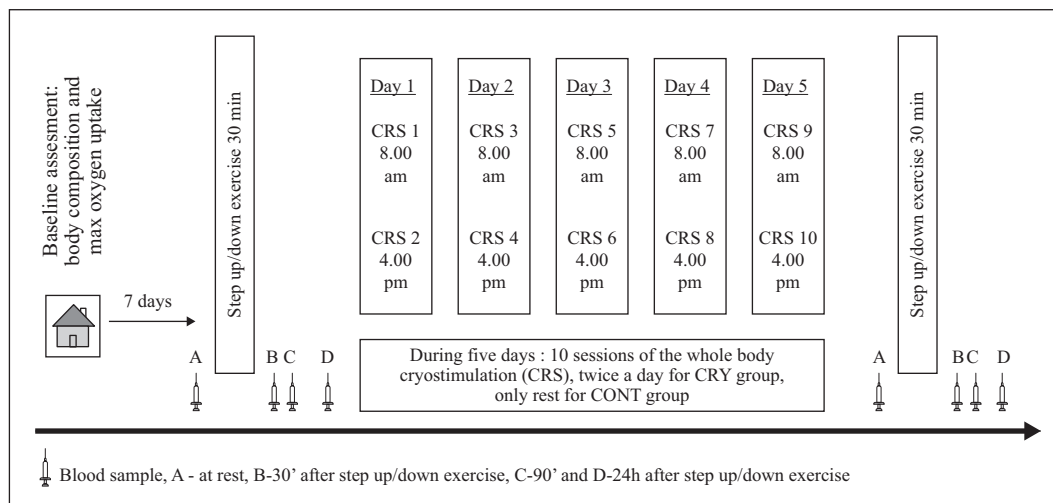 Baseline assesment:
body composition and
max oxygen uptake
7 days
A
Step up/down exercise 30 min
B
C
D
Day 1
CRS 1
8.00
am
CRS 2
4.00
pm
Day 2
CRS 3
8.00
am
CRS 4
4.00
pm
Day 3
CRS 5
8.00
am
CRS 6
4.00
pm
Day 4
CRS 7
8.00
am
CRS 8
4.00
pm
Day 5
CRS 9
8.00
am
CRS 10
4.00
pm
During five days : 10 sessions of the whole body
cryostimulation (CRS), twice a day for CRY group,
only rest for CONT group
A
Step up/down exercise 30 min
B
C
D
Blood sample, A - at rest, B-30’ after step up/down exercise, C-90’ and D-24h after step up/down exercise